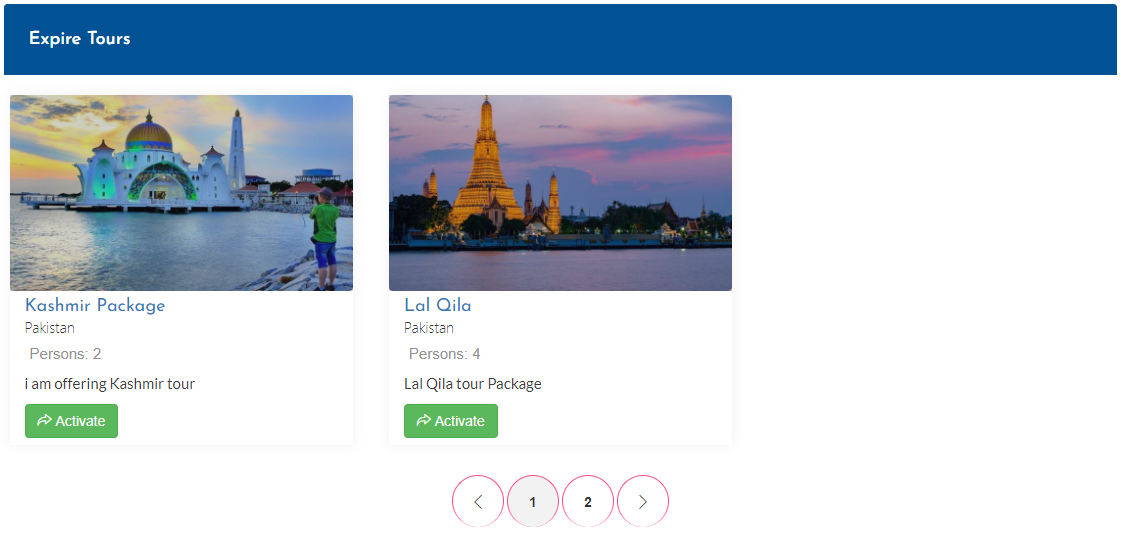 Expire Tours
Kashmir Package
Pakistan
Persons: 2
i am offering Kashmir tour
Activate
Lal Qila
Pakistan
Persons: 4
Lal Qila tour Package
Activate
1 2